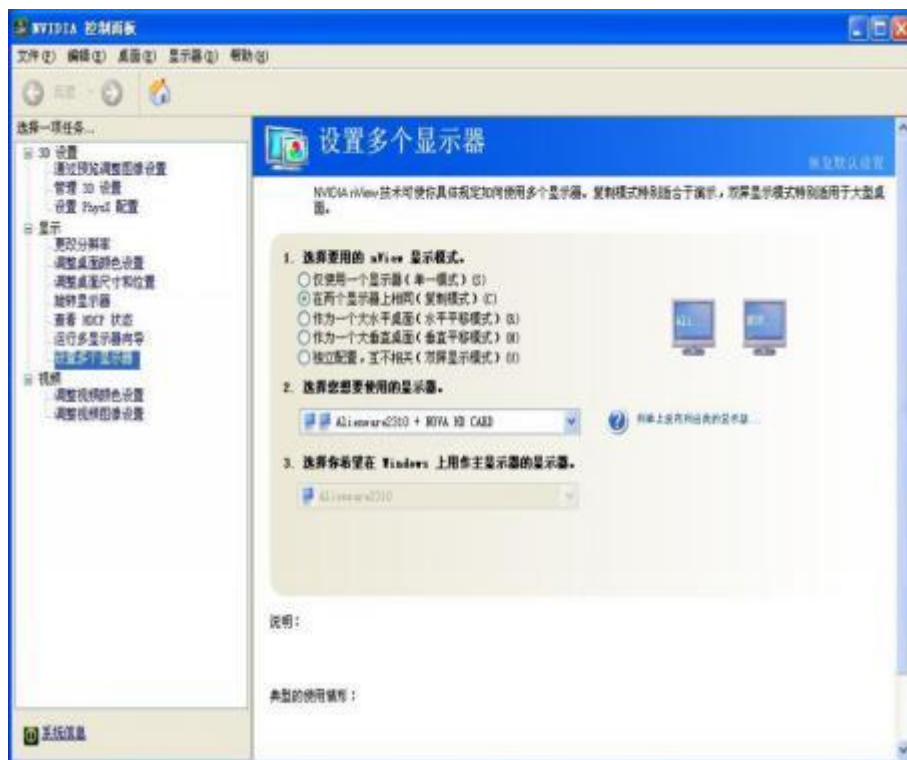 NVIDIA 控制面板
文件(F) 编辑(E) 桌面(K) 显示器(D) 帮助(H)
选择一项任务...
3D 设置
通过预览调整图像设置
管理 3D 设置
设置 PhysX 配置
显示
更改分辨率
调整桌面颜色设置
调整桌面尺寸和位置
旋转显示器
查看 HDCP 状态
运行多显示器向导
设置多个显示器
视频
调整视频颜色设置
调整视频图像设置
系统信息
设置多个显示器
恢复默认设置
NVIDIA nView 技术可使你具体规定如何使用多个显示器。复制模式特别适合于演示，双屏显示模式特别适用于大型桌
面。
1. 选择要用的 nView 显示模式。
仅使用一个显示器(单一模式)(S)
在两个显示器上相同(复制模式)(C)
作为一个大水平桌面(水平平移模式)
作为一个大垂直桌面(垂直平移模式)
独立配置，互不相关(双屏显示模式)
Ali...
NOV...
2. 选择您想要使用的显示器。
Alienware2310 + NOVA HD CARD
3. 选择你希望在 Windows 上用作主显示器的显示器。
Alienware2310
说明：
典型的使用情形：